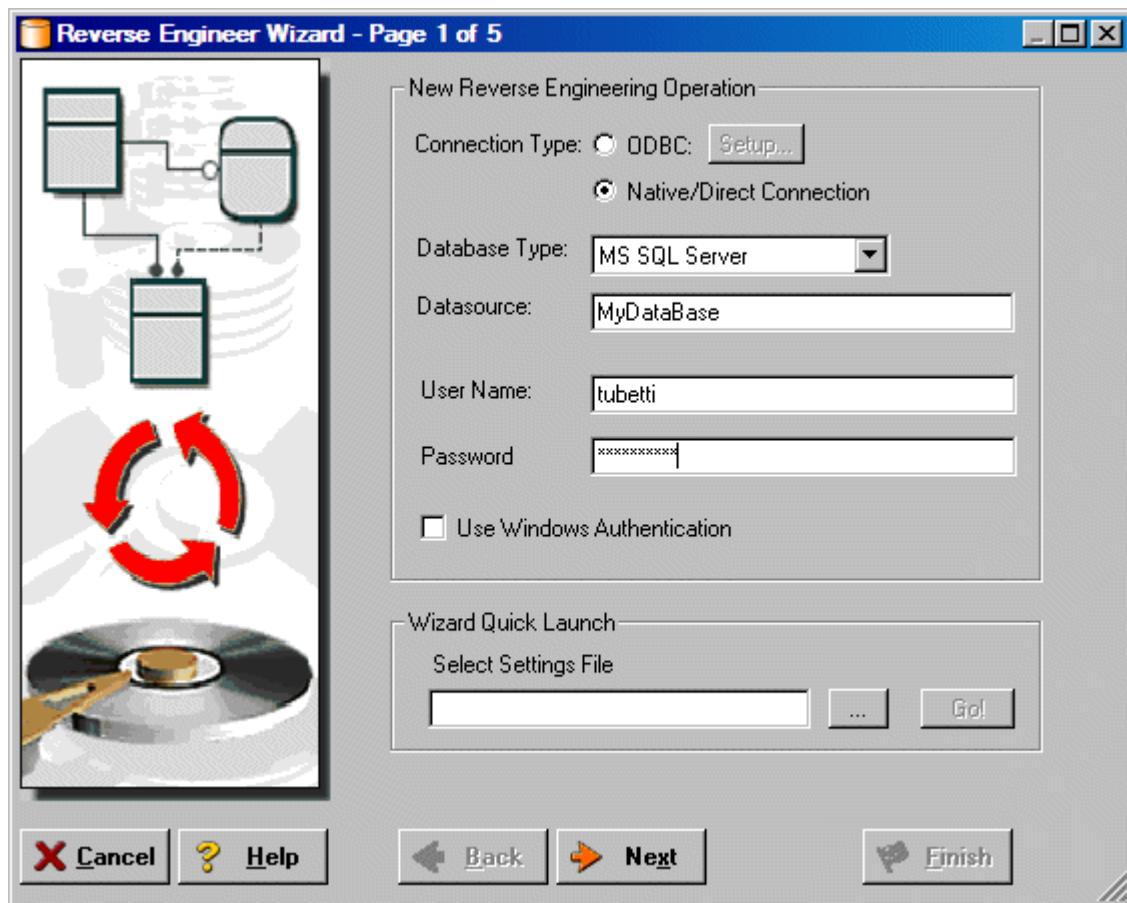 Reverse Engineer Wizard - Page 1 of 5
New Reverse Engineering Operation
Connection Type: ODBC: Setup...
Native/Direct Connection
Database Type: MS SQL Server
Datasource: MyDataBase
User Name: tubetti
Password **********
Use Windows Authentication
Wizard Quick Launch
Select Settings File
... Go!
Cancel Help Back Next Finish